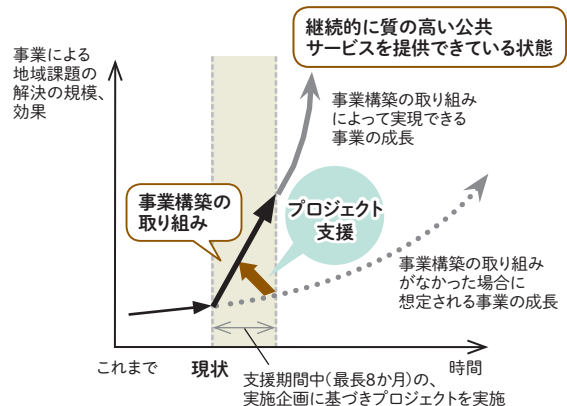 継続的に質の高い公共
サービスを提供できている状態
事業による
地域課題の
解決の規模、
効果
事業構築の取り組み
によって実現できる
事業の成長
事業構築の
取り組み
プロジェクト
支援
事業構築の取り組み
がなかった場合に
想定される事業の成長
これまで
現状
時間
支援期間中(最長8か月)の、
実施企画に基づきプロジェクトを実施